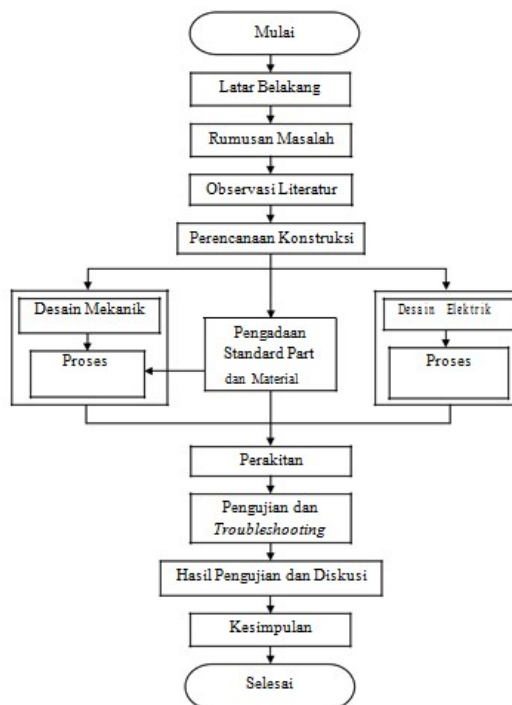 Mulai
Latar Belakang
Rumusan Masalah
Observasi Literatur
Perencanaan Konstruksi
Desain Mekanik
Proses
Pengadaan
Standard Part
dan Material
Desain Elektrik
Proses
Perakitan
Pengujian dan
Troubleshooting
Hasil Pengujian dan Diskusi
Kesimpulan
Selesai